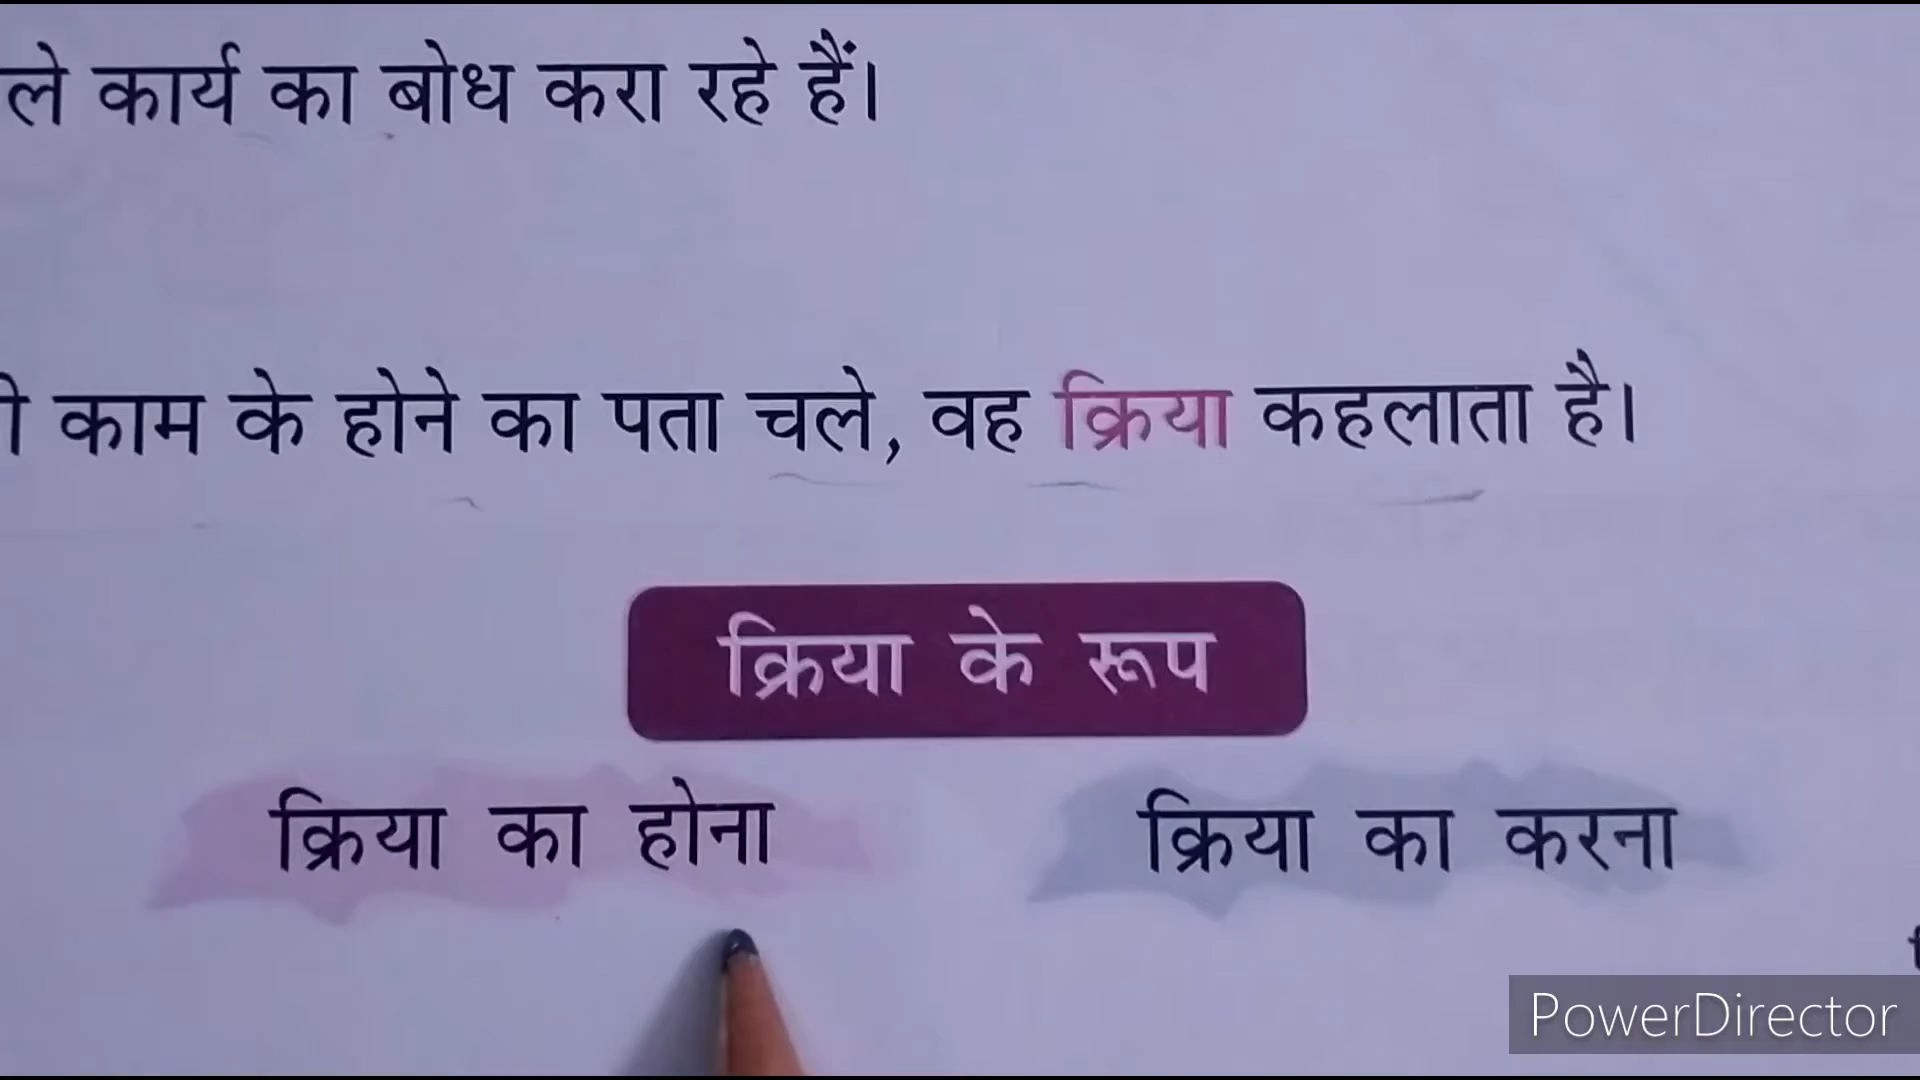 ले कार्य का बोध करा रहे हैं।
काम के होने का पता चले, वह क्रिया कहलाता है।
क्रिया के रूप
क्रिया का होना
क्रिया का करना
PowerDirector